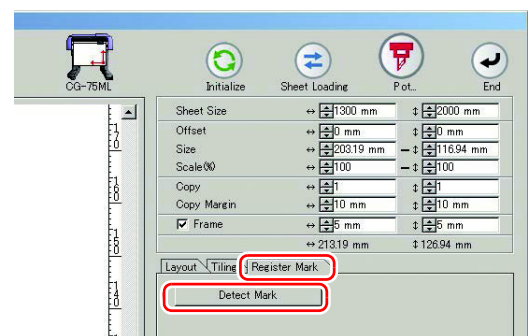 CG-75ML
Initialize
Sheet Loading
P ot...
End
Sheet Size ↔ 1300 mm ↕ 2000 mm
Offset ↔ 0 mm ↕ 0 mm
Size ↔ 203.19 mm ↕ 116.94 mm
Scale(%) ↔ 100 ↕ 100
Copy ↔ 1 ↕ 1
Copy Margin ↔ 10 mm ↕ 10 mm
Frame ↔ 5 mm ↕ 5 mm
↔ 213.19 mm ↕ 126.94 mm
Layout Tiling Register Mark
Detect Mark